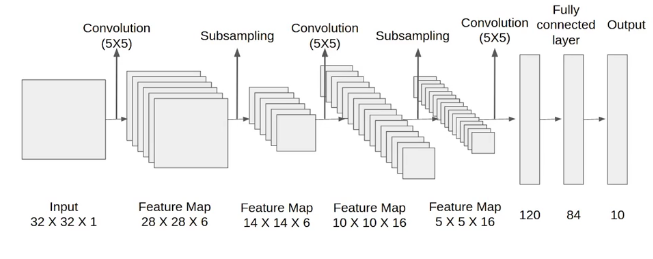 Convolution
(5X5)
Subsampling
Convolution
(5X5)
Subsampling
Convolution
(5X5)
Fully
connected
layer
Output
Input
32 X 32 X 1
Feature Map
28 X 28 X 6
Feature Map
14 X 14 X 6
Feature Map
10 X 10 X 16
Feature Map
5 X 5 X 16
120
84
10